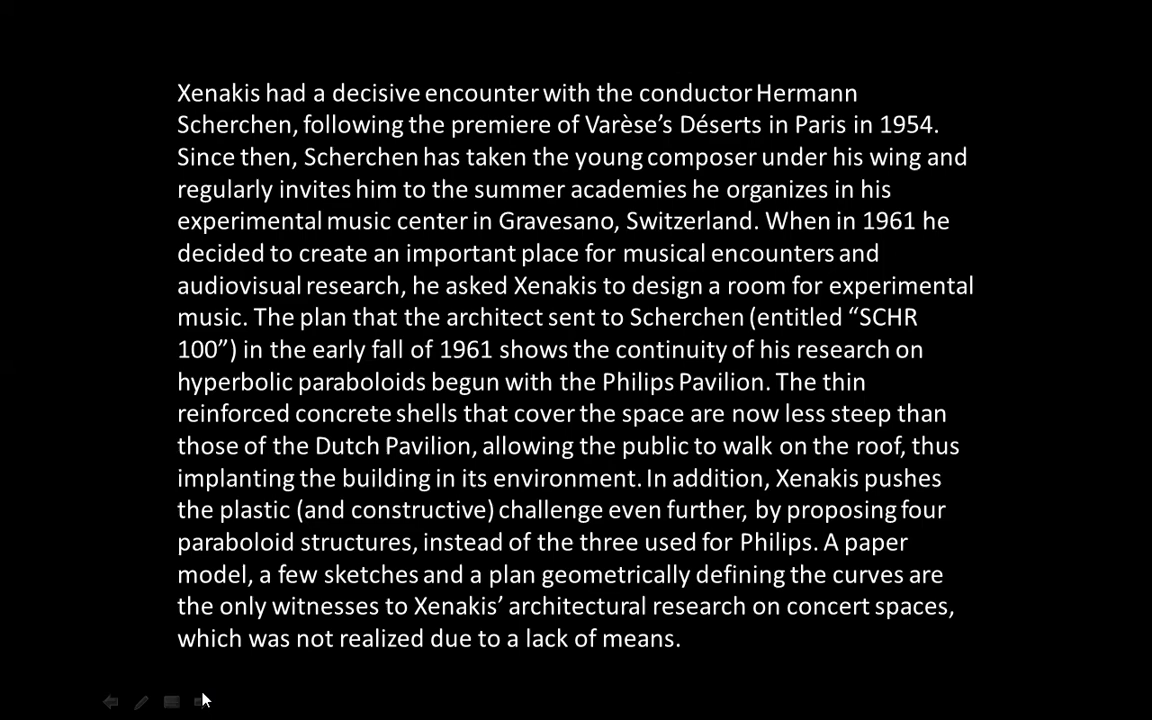 Xenakis had a decisive encounter with the conductor Hermann
Scherchen, following the premiere of Varèse’s Déserts in Paris in 1954.
Since then, Scherchen has taken the young composer under his wing and
regularly invites him to the summer academies he organizes in his
experimental music center in Gravesano, Switzerland. When in 1961 he
decided to create an important place for musical encounters and
audiovisual research, he asked Xenakis to design a room for experimental
music. The plan that the architect sent to Scherchen (entitled “SCHR
100”) in the early fall of 1961 shows the continuity of his research on
hyperbolic paraboloids begun with the Philips Pavilion. The thin
reinforced concrete shells that cover the space are now less steep than
those of the Dutch Pavilion, allowing the public to walk on the roof, thus
implanting the building in its environment. In addition, Xenakis pushes
the plastic (and constructive) challenge even further, by proposing four
paraboloid structures, instead of the three used for Philips. A paper
model, a few sketches and a plan geometrically defining the curves are
the only witnesses to Xenakis’ architectural research on concert spaces,
which was not realized due to a lack of means.